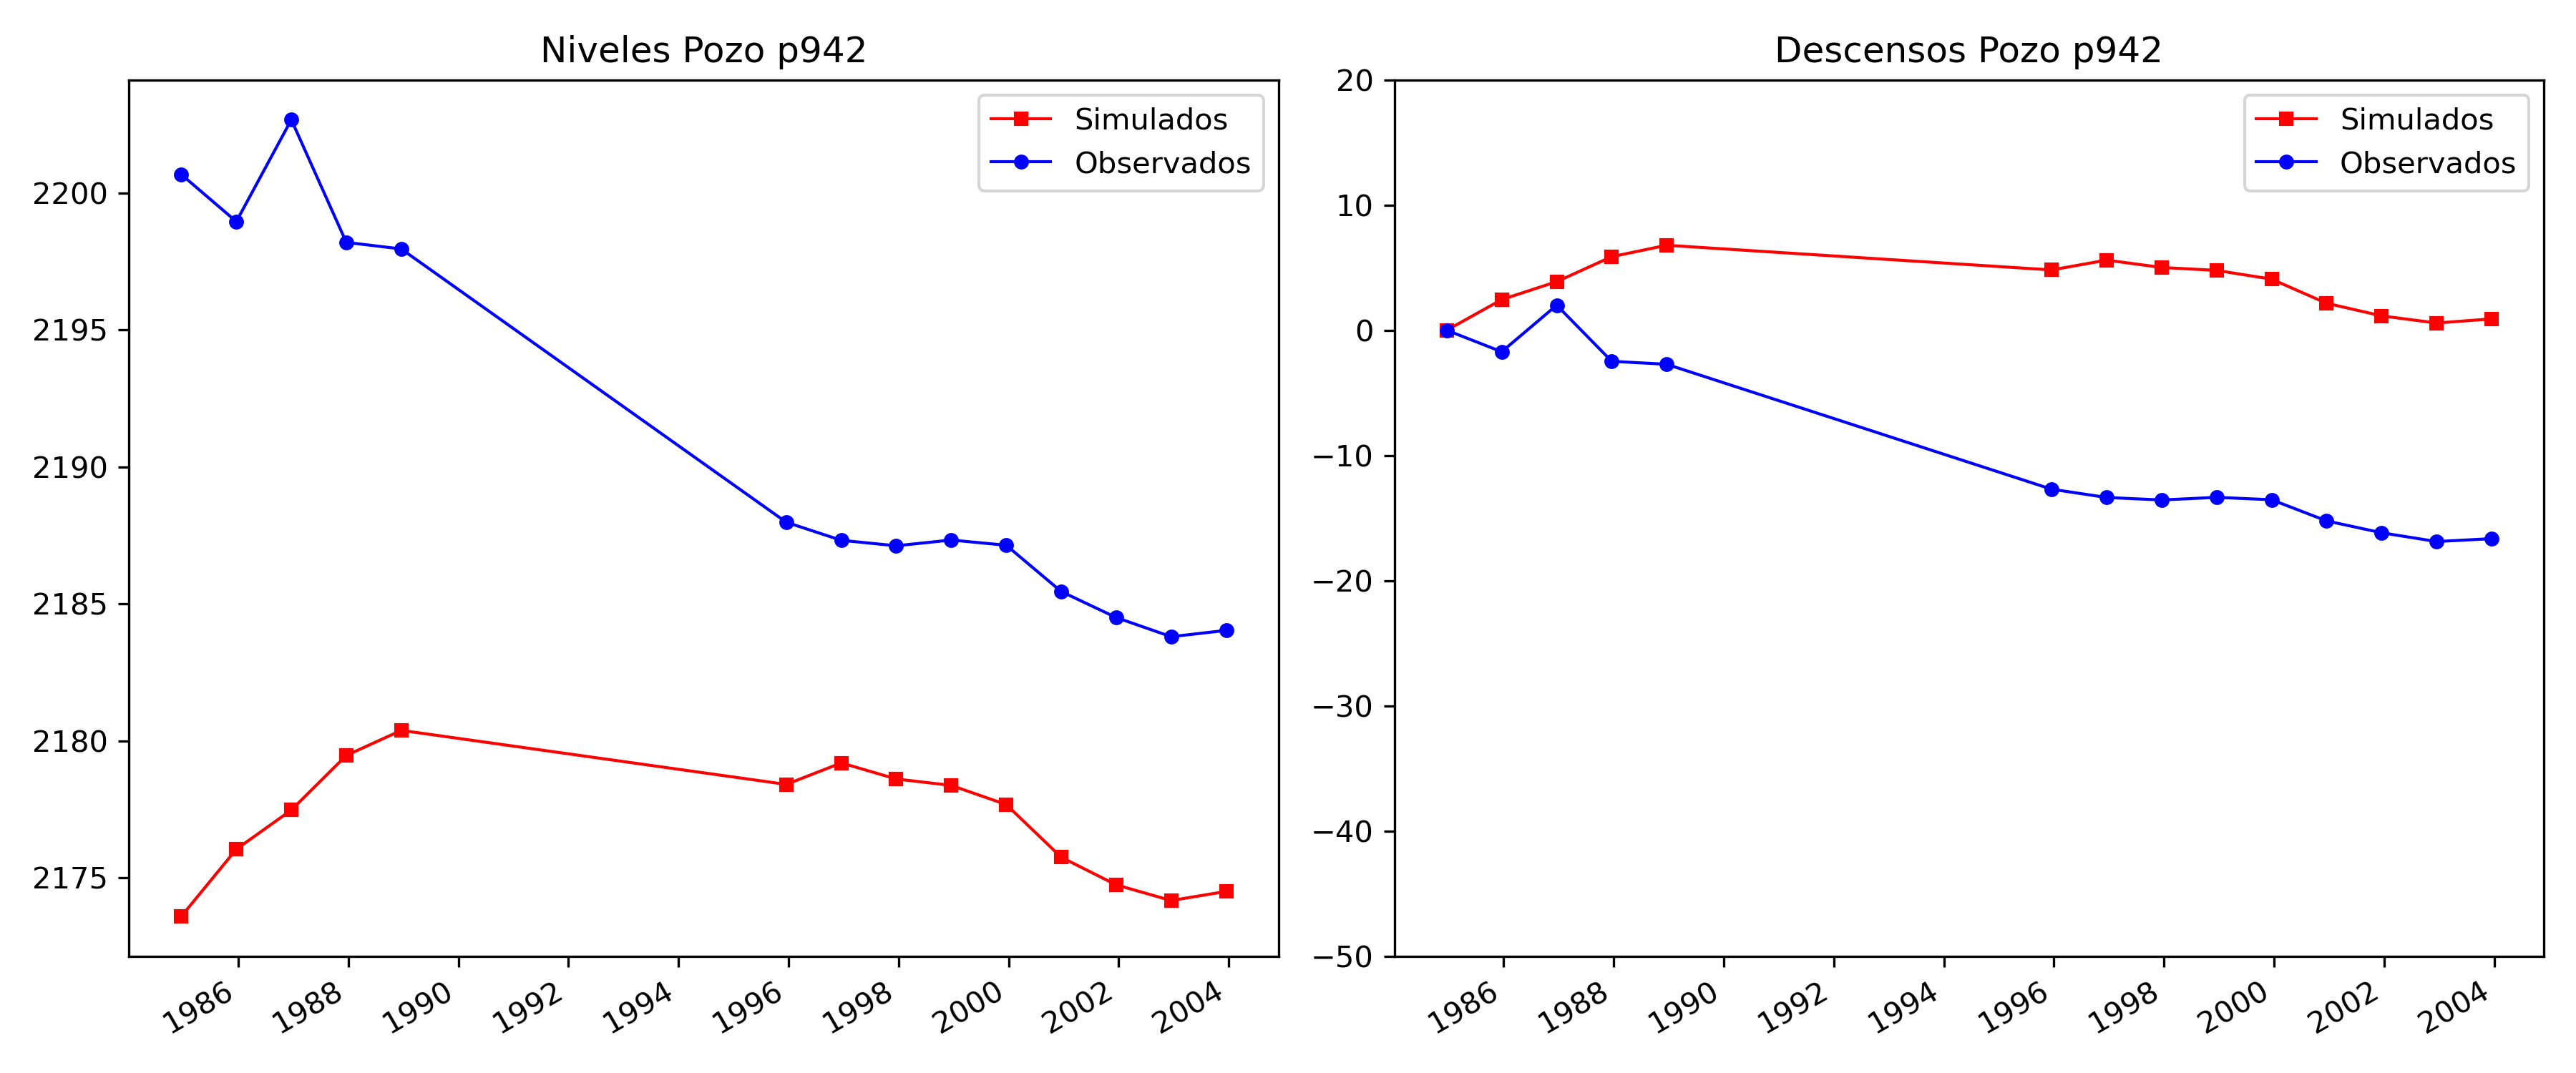 Niveles Pozo p942
Simulados
Observados
2200
2195
2190
2185
2180
2175
1986 1988 1990 1992 1994 1996 1998 2000 2002 2004
Descensos Pozo p942
Simulados
Observados
20
10
0
−10
−20
−30
−40
−50
1986 1988 1990 1992 1994 1996 1998 2000 2002 2004